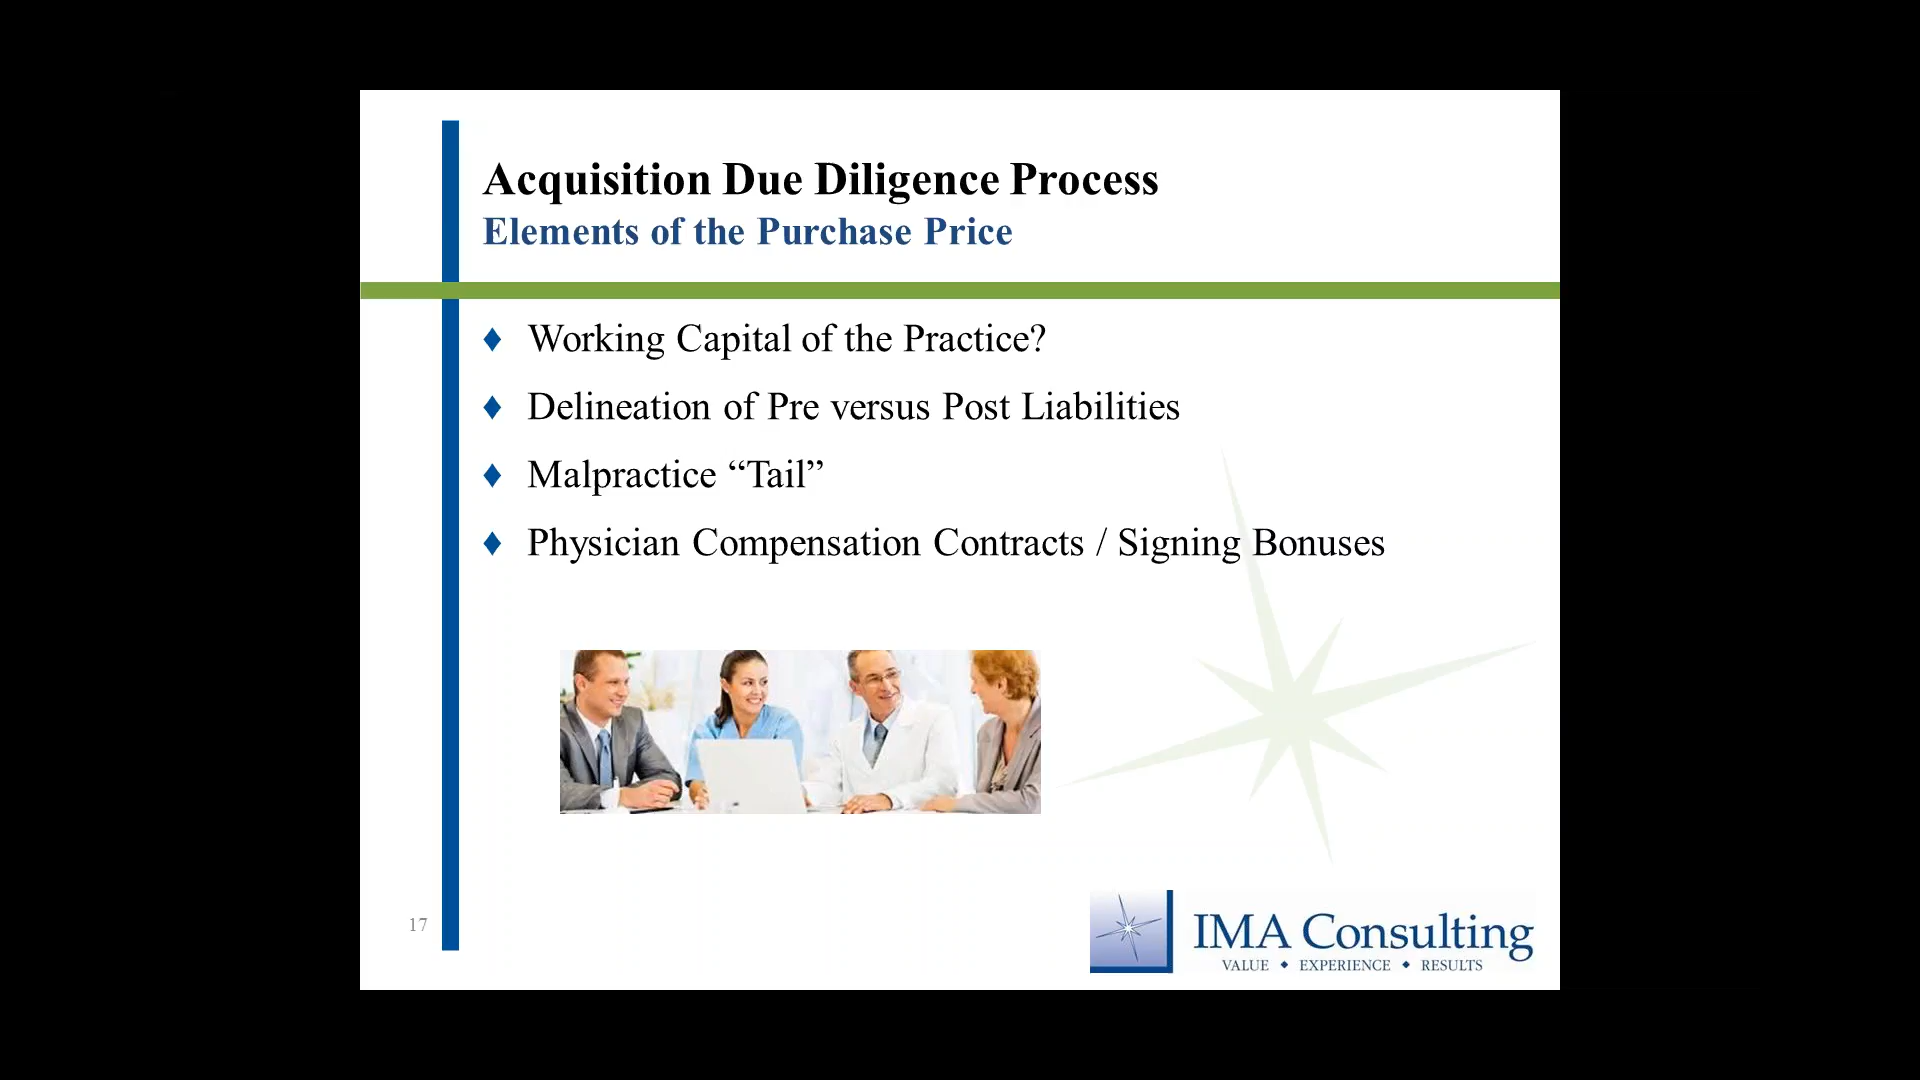 Acquisition Due Diligence Process
Elements of the Purchase Price
♦ Working Capital of the Practice?
♦ Delineation of Pre versus Post Liabilities
♦ Malpractice “Tail”
♦ Physician Compensation Contracts / Signing Bonuses
17
IMA Consulting
VALUE ♦ EXPERIENCE ♦ RESULTS